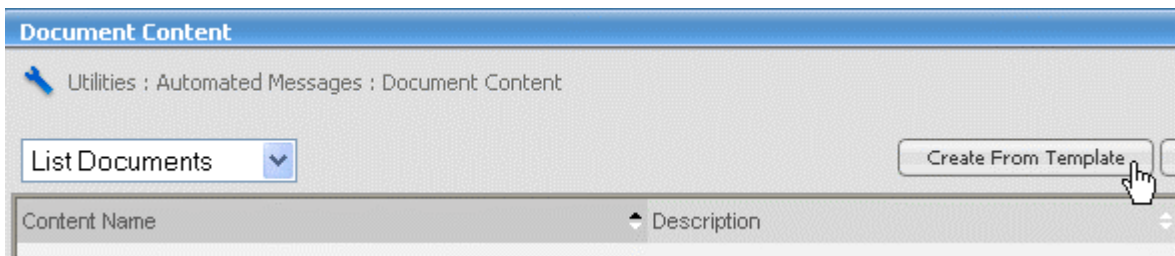 Document Content
Utilities : Automated Messages : Document Content
List Documents
Create From Template
Content Name
Description